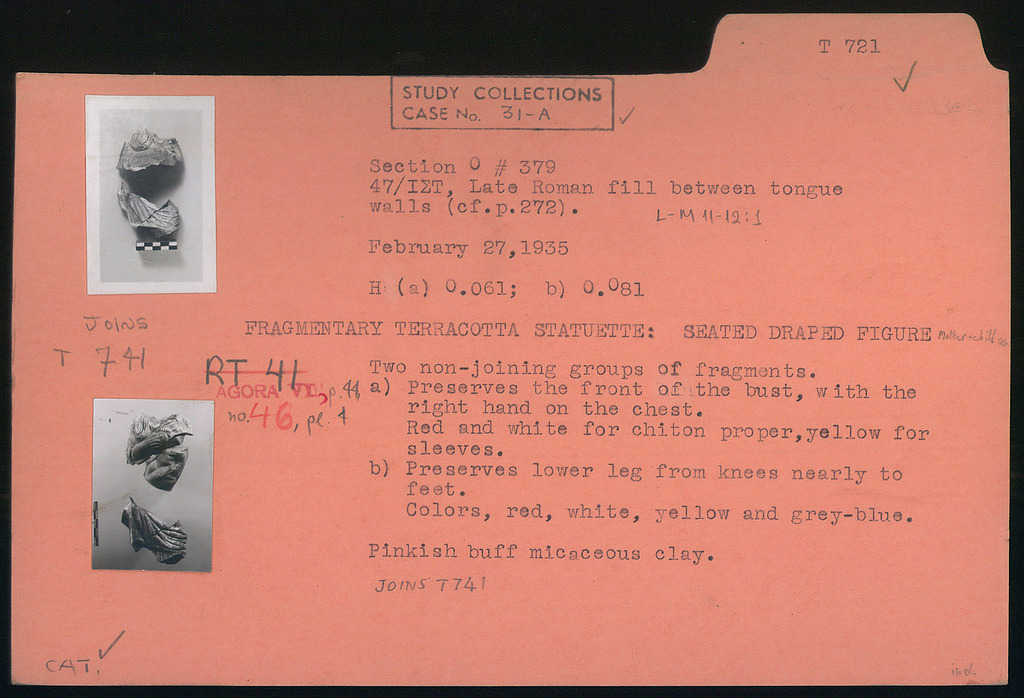 T 721
STUDY COLLECTIONS
CASE No. 31-A
Section O # 379
47/ΙΣΤ, Late Roman fill between tongue
walls (cf.p.272).
L-M 11-12:1
February 27,1935
H: (a) 0.061; b) 0.081
JOINS
T 741
FRAGMENTARY TERRACOTTA STATUETTE: SEATED DRAPED FIGURE
RT 41
AGORA VI, p. 44,
no. 46, pl. 4
Two non-joining groups of fragments.
a) Preserves the front of the bust, with the
right hand on the chest.
Red and white for chiton proper,yellow for
sleeves.
b) Preserves lower leg from knees nearly to
feet.
Colors, red, white, yellow and grey-blue.
Pinkish buff micaceous clay.
JOINS T 741
CAT.